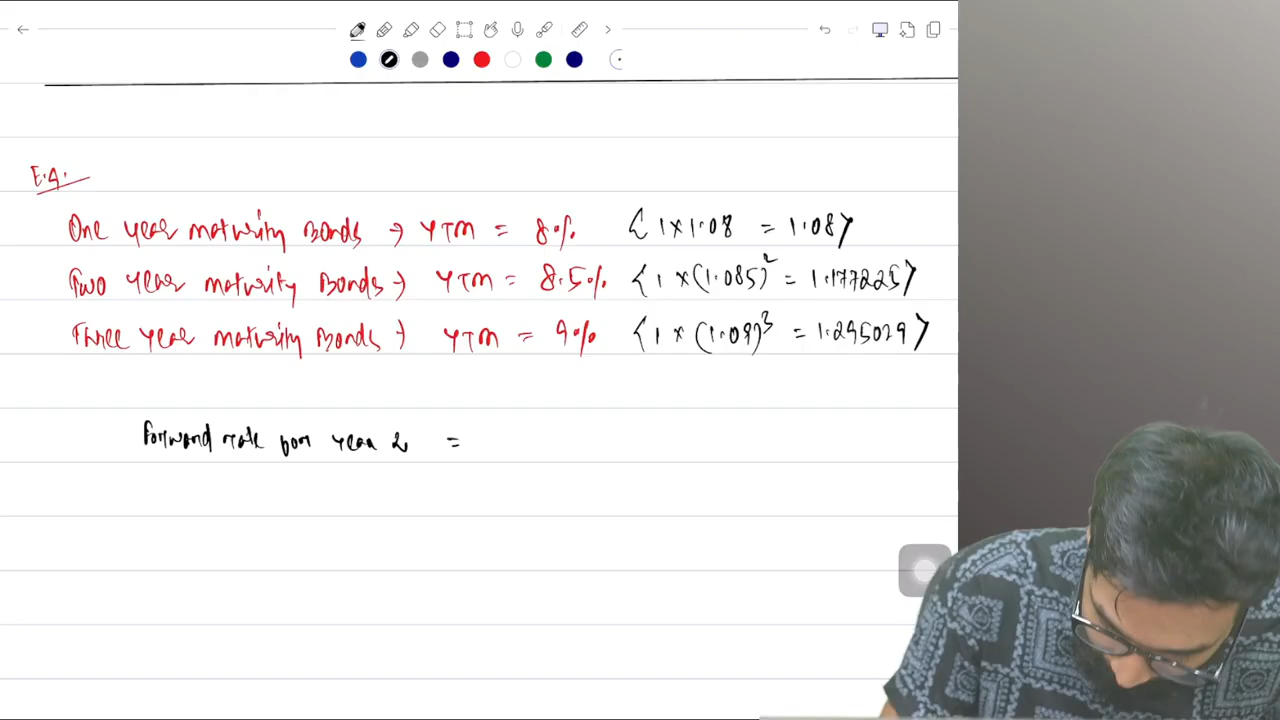 E.g.
One year maturity Bonds → YTM = 8% {1×1.08 = 1.08}
Two year maturity Bonds → YTM = 8.5% {1×(1.085)² = 1.177225}
Three year maturity Bonds → YTM = 9% {1×(1.09)³ = 1.295029}
Forward rate for year 2 =